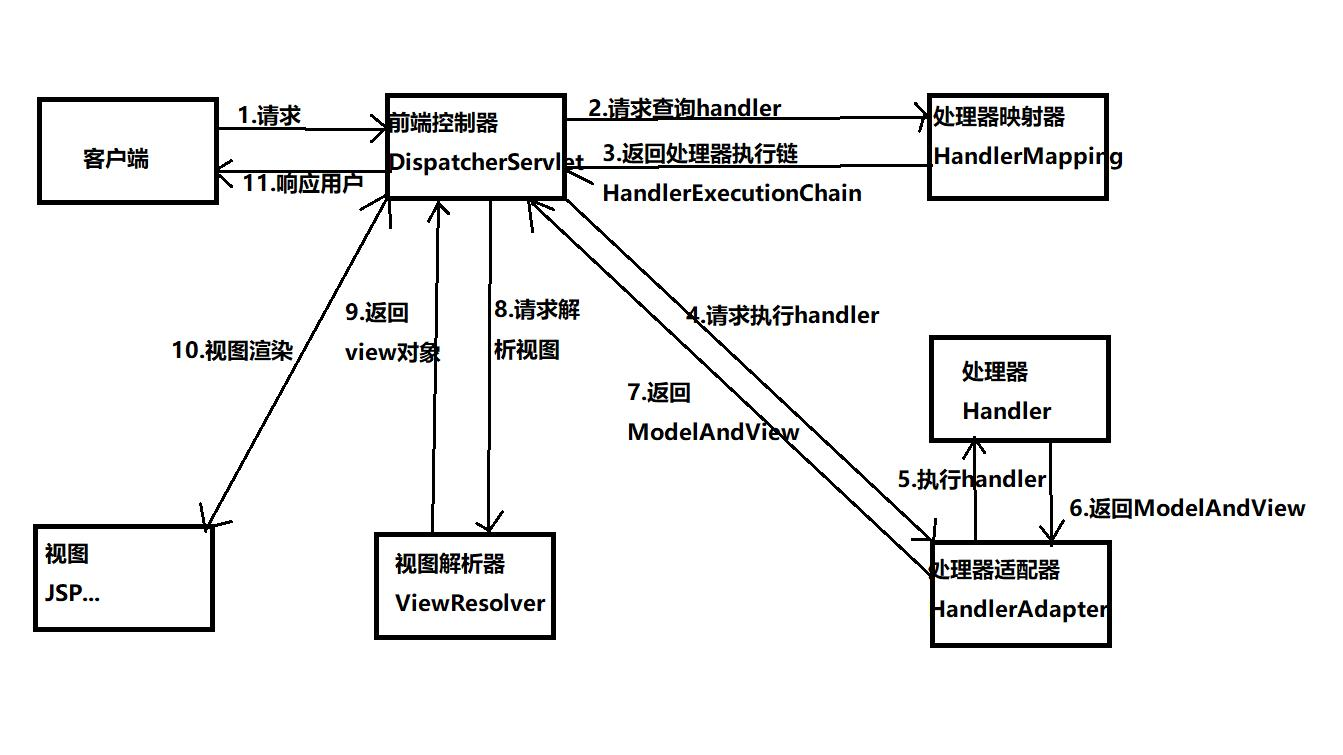 客户端
1.请求
11.响应用户
前端控制器
DispatcherServlet
2.请求查询handler
3.返回处理器执行链
HandlerExecutionChain
处理器映射器
HandlerMapping
4.请求执行handler
7.返回
ModelAndView
处理器
Handler
5.执行handler
6.返回ModelAndView
处理器适配器
HandlerAdapter
8.请求解
析视图
9.返回
view对象
视图解析器
ViewResolver
10.视图渲染
视图
JSP...